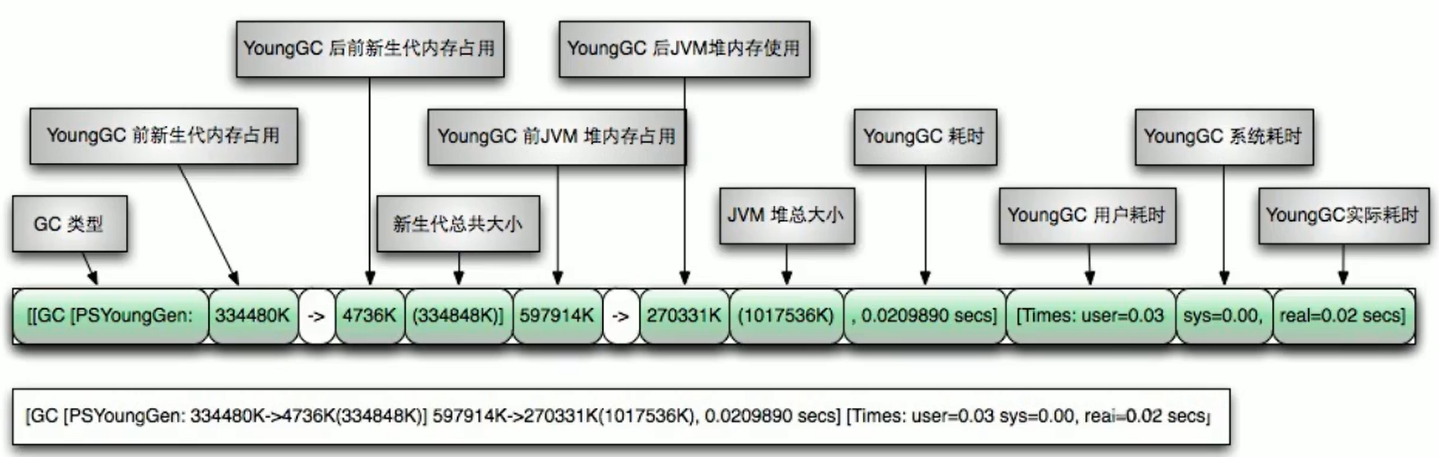 YoungGC 后前新生代内存占用
YoungGC 后JVM堆内存使用
YoungGC 前新生代内存占用
YoungGC 前JVM 堆内存占用
YoungGC 耗时
YoungGC 系统耗时
GC 类型
新生代总共大小
JVM 堆总大小
YoungGC 用户耗时
YoungGC实际耗时
[[GC [PSYoungGen: 334480K -> 4736K (334848K)] 597914K -> 270331K (1017536K) , 0.0209890 secs] [Times: user=0.03 sys=0.00, real=0.02 secs]
[GC [PSYoungGen: 334480K->4736K(334848K)] 597914K->270331K(1017536K), 0.0209890 secs] [Times: user=0.03 sys=0.00, real=0.02 secs]